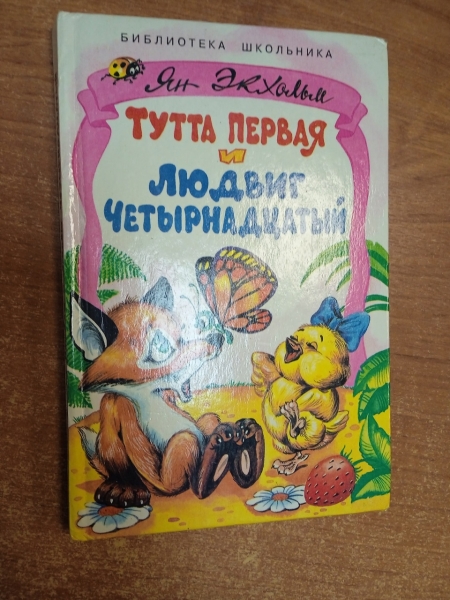 БИБЛИОТЕКА ШКОЛЬНИКА
Ян Экхольм
ТУТТА ПЕРВАЯ
И
ЛЮДВИГ
ЧЕТЫРНАДЦАТЫЙ